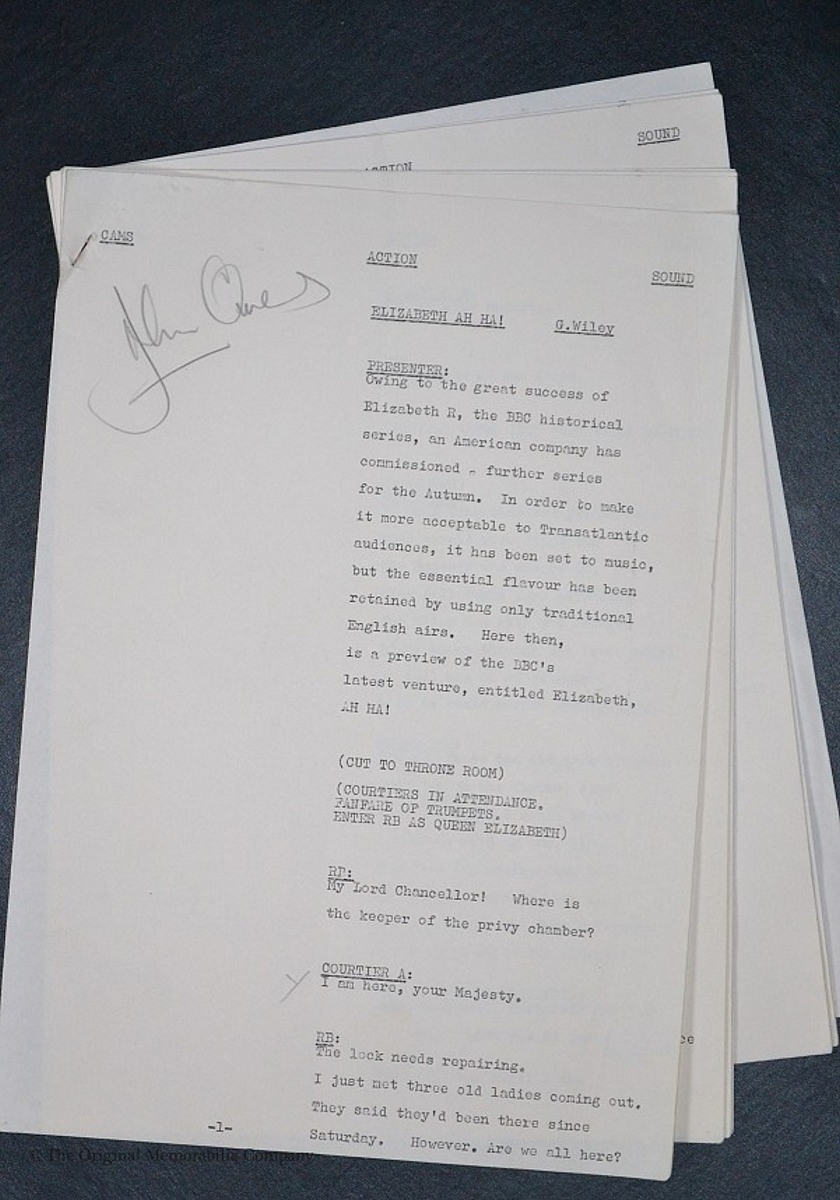 SOUND
ACTION
CAMS
ACTION
SOUND
ELIZABETH AH HA! G.Wiley
PRESENTER:
Owing to the great success of
Elizabeth R, the BBC historical
series, an American company has
commissioned a further series
for the Autumn. In order to make
it more acceptable to Transatlantic
audiences, it has been set to music,
but the essential flavour has been
retained by using only traditional
English airs. Here then,
is a preview of the BBC's
latest venture, entitled Elizabeth,
AH HA!
(CUT TO THRONE ROOM)
(COURTIERS IN ATTENDANCE.
FANFARE OF TRUMPETS.
ENTER RB AS QUEEN ELIZABETH)
RB:
My Lord Chancellor! Where is
the keeper of the privy chamber?
COURTIER A:
I am here, your Majesty.
RB:
The lock needs repairing.
I just met three old ladies coming out.
They said they'd been there since
Saturday. However. Are we all here?
-1-
© The Original Memorabilia Company